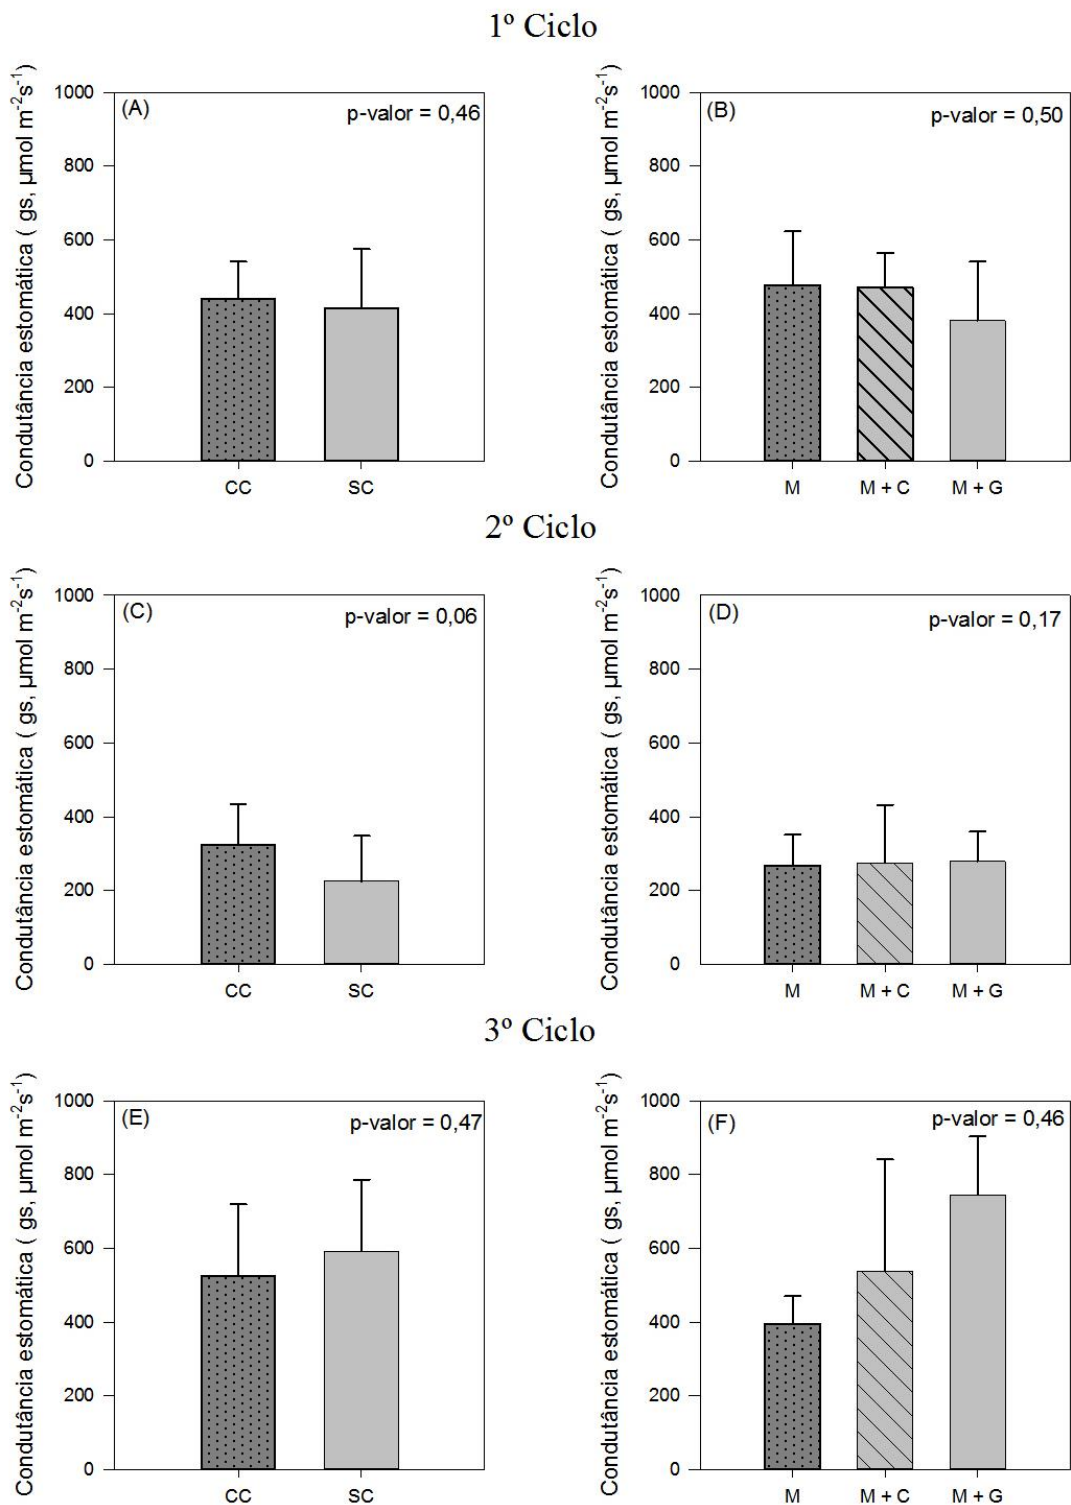 1º Ciclo
(A)
p-valor = 0,46
Condutância estomática ( gs, µmol m⁻²s⁻¹)
1000
800
600
400
200
0
CC SC
(B)
p-valor = 0,50
Condutância estomática ( gs, µmol m⁻²s⁻¹)
1000
800
600
400
200
0
M M + C M + G
2º Ciclo
(C)
p-valor = 0,06
Condutância estomática ( gs, µmol m⁻²s⁻¹)
1000
800
600
400
200
0
CC SC
(D)
p-valor = 0,17
Condutância estomática ( gs, µmol m⁻²s⁻¹)
1000
800
600
400
200
0
M M + C M + G
3º Ciclo
(E)
p-valor = 0,47
Condutância estomática ( gs, µmol m⁻²s⁻¹)
1000
800
600
400
200
0
CC SC
(F)
p-valor = 0,46
Condutância estomática ( gs, µmol m⁻²s⁻¹)
1000
800
600
400
200
0
M M + C M + G